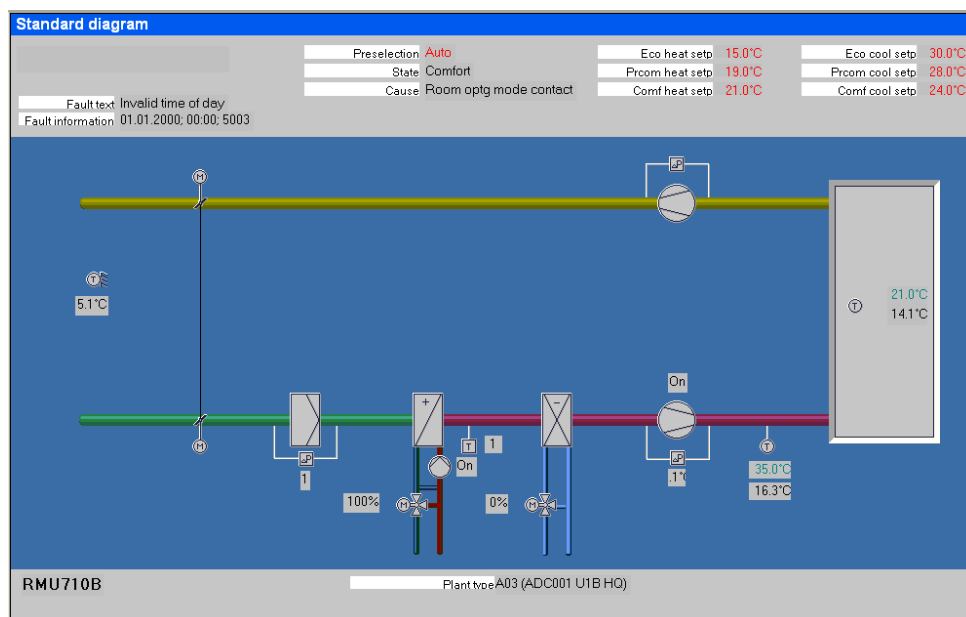 Standard diagram
Preselection Auto Eco heat setp 15.0°C Eco cool setp 30.0°C
State Comfort Prcom heat setp 19.0°C Prcom cool setp 28.0°C
Cause Room optg mode contact Comf heat setp 21.0°C Comf cool setp 24.0°C
Fault text Invalid time of day
Fault information 01.01.2000; 00:00; 5003
M
ΔP
T
5.1°C
T
21.0°C
14.1°C
On
+
−
M
T
1
T
ΔP
ΔP
1
On
.1°(
35.0°C
16.3°C
100%
M
0%
M
RMU710B
Plant type A03 (ADC001 U1B HQ)